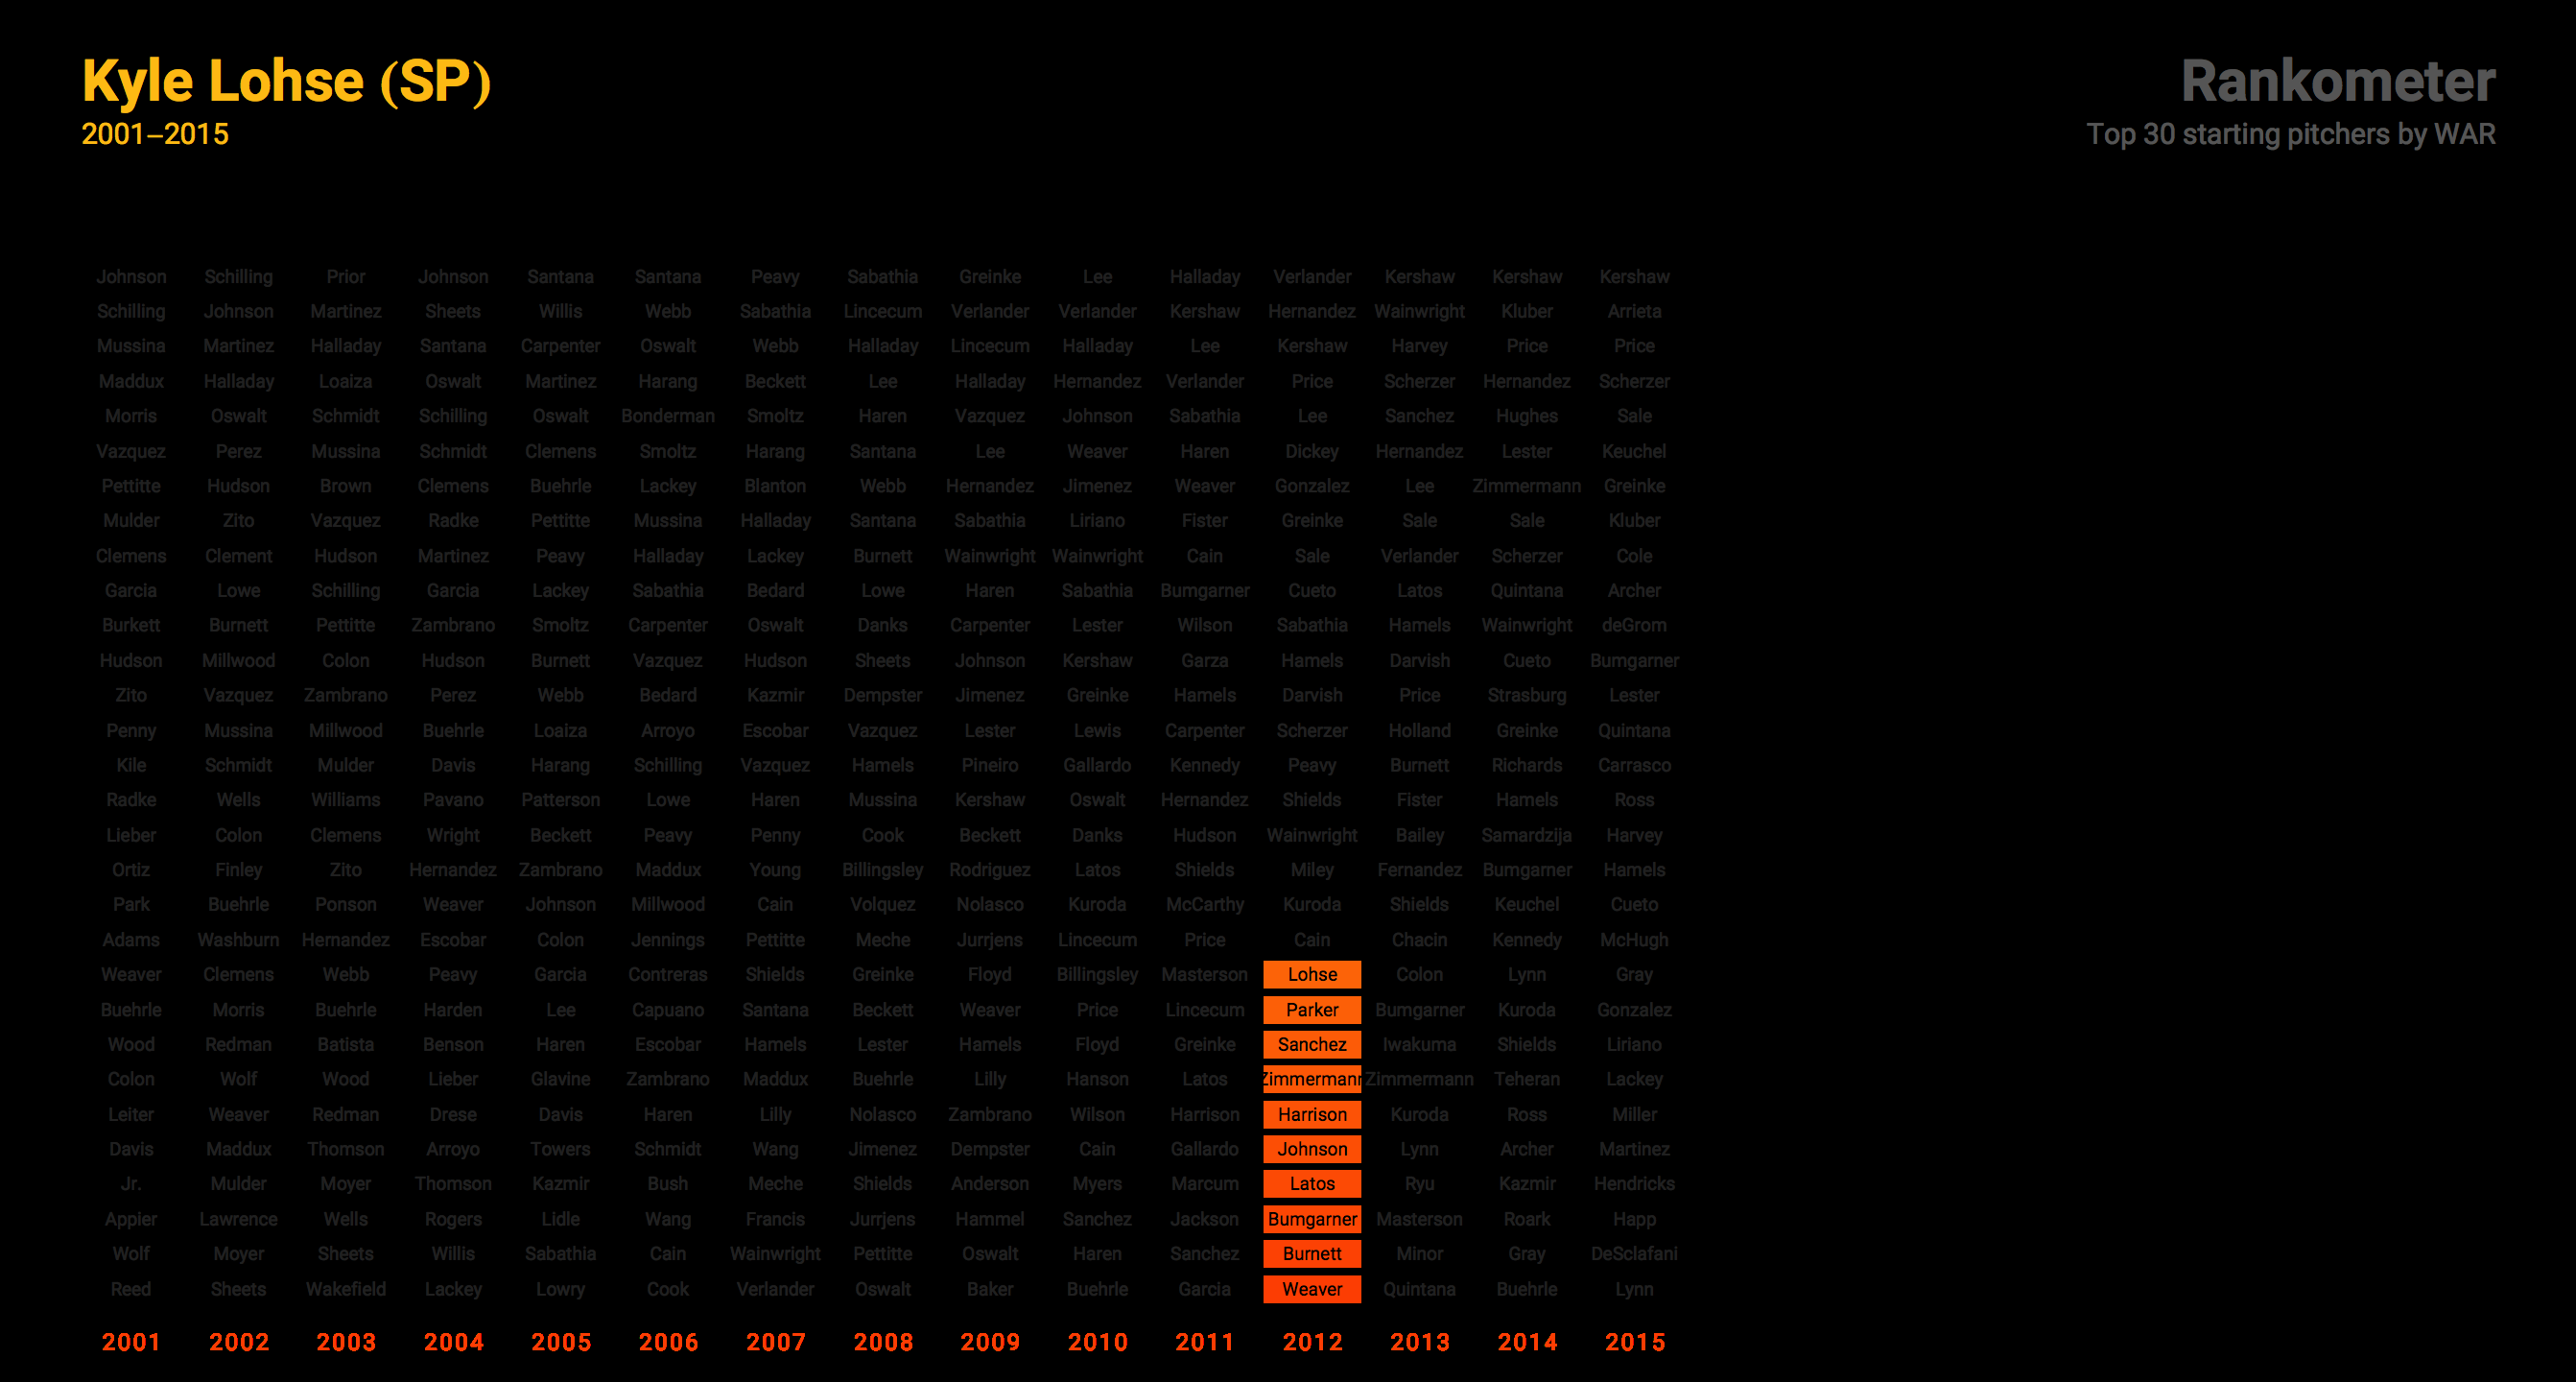 Kyle Lohse (SP)
2001–2015
Rankometer
Top 30 starting pitchers by WAR
Johnson Schilling Prior Johnson Santana Santana Peavy Sabathia Greinke Lee Halladay Verlander Kershaw Kershaw Kershaw
Schilling Johnson Martinez Sheets Willis Webb Sabathia Lincecum Verlander Verlander Kershaw Hernandez Wainwright Kluber Arrieta
Mussina Martinez Halladay Santana Carpenter Oswalt Webb Halladay Lincecum Halladay Lee Kershaw Harvey Price Price
Maddux Halladay Loaiza Oswalt Martinez Harang Beckett Lee Halladay Hernandez Verlander Price Scherzer Hernandez Scherzer
Morris Oswalt Schmidt Schilling Oswalt Bonderman Smoltz Haren Vazquez Johnson Sabathia Lee Sanchez Hughes Sale
Vazquez Perez Mussina Schmidt Clemens Smoltz Harang Santana Lee Weaver Haren Dickey Hernandez Lester Keuchel
Pettitte Hudson Brown Clemens Buehrle Lackey Blanton Webb Hernandez Jimenez Weaver Gonzalez Lee Zimmermann Greinke
Mulder Zito Vazquez Radke Pettitte Mussina Halladay Santana Sabathia Liriano Fister Greinke Sale Sale Kluber
Clemens Clement Hudson Martinez Peavy Halladay Lackey Burnett Wainwright Wainwright Cain Sale Verlander Scherzer Cole
Garcia Lowe Schilling Garcia Lackey Sabathia Bedard Lowe Haren Sabathia Bumgarner Cueto Latos Quintana Archer
Burkett Burnett Pettitte Zambrano Smoltz Carpenter Oswalt Danks Carpenter Lester Wilson Sabathia Hamels Wainwright deGrom
Hudson Millwood Colon Hudson Burnett Vazquez Hudson Sheets Johnson Kershaw Garza Hamels Darvish Cueto Bumgarner
Zito Vazquez Zambrano Perez Webb Bedard Kazmir Dempster Jimenez Greinke Hamels Darvish Price Strasburg Lester
Penny Mussina Millwood Buehrle Loaiza Arroyo Escobar Vazquez Lester Lewis Carpenter Scherzer Holland Greinke Quintana
Kile Schmidt Mulder Davis Harang Schilling Vazquez Hamels Pineiro Gallardo Kennedy Peavy Burnett Richards Carrasco
Radke Wells Williams Pavano Patterson Lowe Haren Mussina Kershaw Oswalt Hernandez Shields Fister Hamels Ross
Lieber Colon Clemens Wright Beckett Peavy Penny Cook Beckett Danks Hudson Wainwright Bailey Samardzija Harvey
Ortiz Finley Zito Hernandez Zambrano Maddux Young Billingsley Rodriguez Latos Shields Miley Fernandez Bumgarner Hamels
Park Buehrle Ponson Weaver Johnson Millwood Cain Volquez Nolasco Kuroda McCarthy Kuroda Shields Keuchel Cueto
Adams Washburn Hernandez Escobar Colon Jennings Pettitte Meche Jurrjens Lincecum Price Cain Chacin Kennedy McHugh
Weaver Clemens Webb Peavy Garcia Contreras Shields Greinke Floyd Billingsley Masterson Lohse Colon Lynn Gray
Buehrle Morris Buehrle Harden Lee Capuano Santana Beckett Weaver Price Lincecum Parker Bumgarner Kuroda Gonzalez
Wood Redman Batista Benson Haren Escobar Hamels Lester Hamels Floyd Greinke Sanchez Iwakuma Shields Liriano
Colon Wolf Wood Lieber Glavine Zambrano Maddux Buehrle Lilly Hanson Latos Zimmermann Zimmermann Teheran Lackey
Leiter Weaver Redman Drese Davis Haren Lilly Nolasco Zambrano Wilson Harrison Harrison Kuroda Ross Miller
Davis Maddux Thomson Arroyo Towers Schmidt Wang Jimenez Dempster Cain Gallardo Johnson Lynn Archer Martinez
Jr. Mulder Moyer Thomson Kazmir Bush Meche Shields Anderson Myers Marcum Latos Ryu Kazmir Hendricks
Appier Lawrence Wells Rogers Lidle Wang Francis Jurrjens Hammel Sanchez Jackson Bumgarner Masterson Roark Happ
Wolf Moyer Sheets Willis Sabathia Cain Wainwright Pettitte Oswalt Haren Sanchez Burnett Minor Gray DeSclafani
Reed Sheets Wakefield Lackey Lowry Cook Verlander Oswalt Baker Buehrle Garcia Weaver Quintana Buehrle Lynn
2001 2002 2003 2004 2005 2006 2007 2008 2009 2010 2011 2012 2013 2014 2015